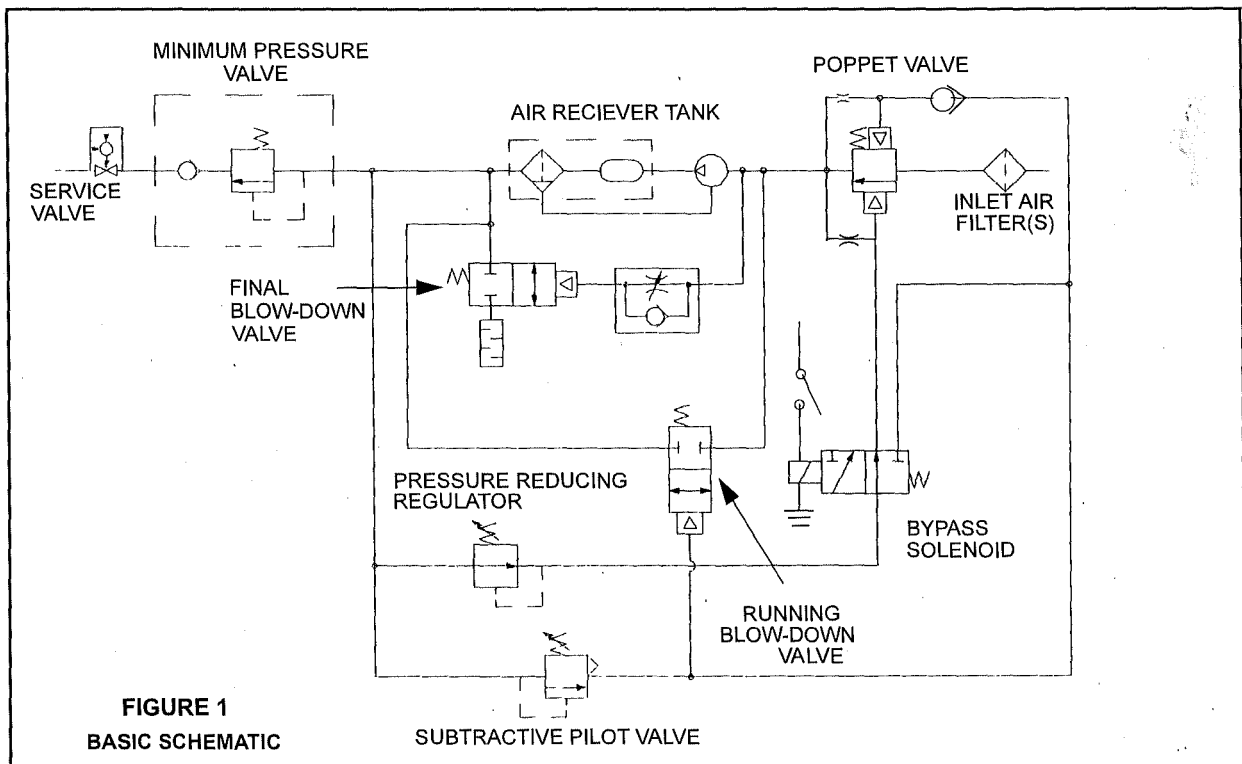 MINIMUM PRESSURE
VALVE
POPPET VALVE
AIR RECIEVER TANK
SERVICE
VALVE
INLET AIR
FILTER(S)
FINAL
BLOW-DOWN
VALVE
PRESSURE REDUCING
REGULATOR
BYPASS
SOLENOID
RUNNING
BLOW-DOWN
VALVE
FIGURE 1
BASIC SCHEMATIC
SUBTRACTIVE PILOT VALVE